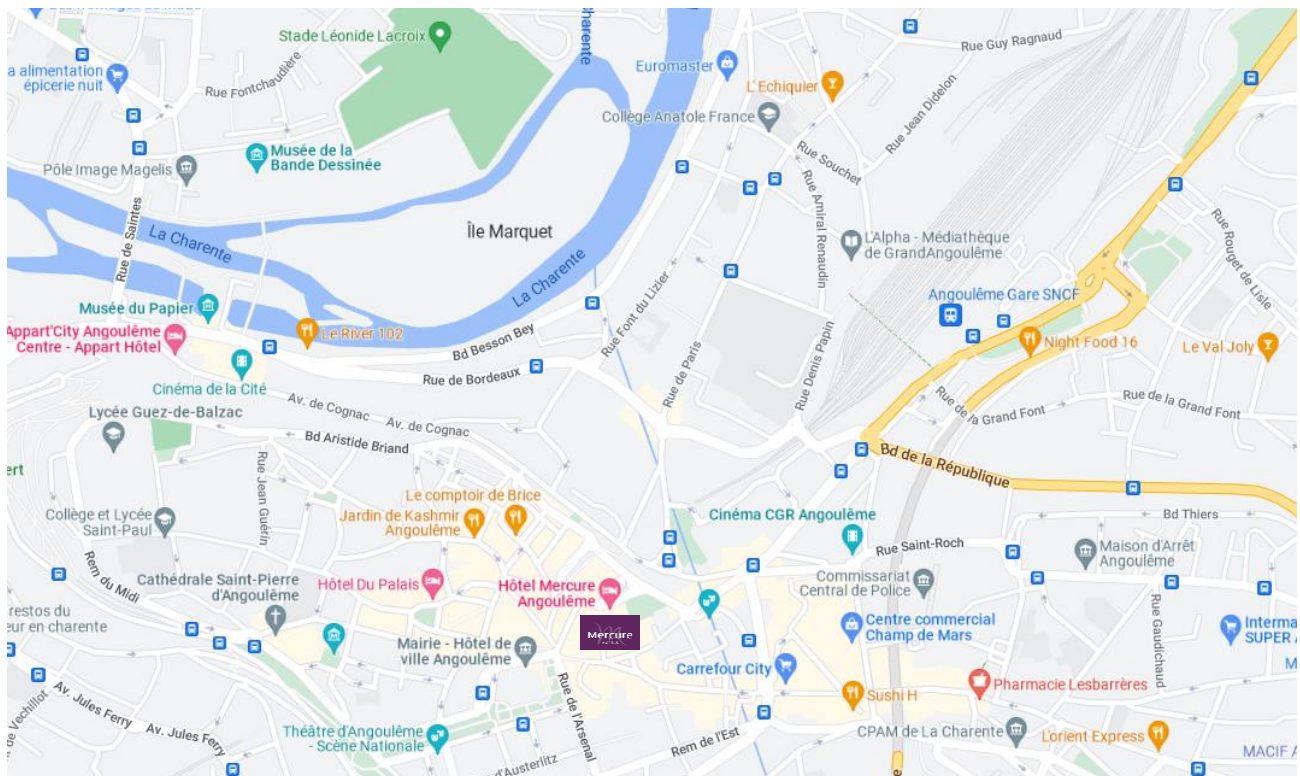 Stade Léonide Lacroix
Charente
Euromaster
Rue Guy Ragnaud
L'Echiquier
a alimentation
épicerie nuit
Rue Fontchaudière
Collège Anatole France
Rue Jean Didelon
Musée de la
Bande Dessinée
Pôle Image Magelis
Rue Souchet
Rue Amiral Renaudin
Rue de Saintes
La Charente
Île Marquet
La Charente
L'Alpha - Médiathèque
de GrandAngoulême
Rue Rouget de Lisle
Angoulême Gare SNCF
Musée du Papier
Appart'City Angoulême
Centre - Appart Hôtel
Le River 102
Bd Besson Bey
Rue Font du Lizier
Rue de Paris
Rue Denis Papin
Night Food 16
Le Val Joly
Cinéma de la Cité
Rue de Bordeaux
Rue de la Grand Font
Rue de la Grand Font
Av. de Cognac
Av. de Cognac
Lycée Guez-de-Balzac
Bd Aristide Briand
Bd de la République
ert
Rue Jean Guérin
Le comptoir de Brice
Jardin de Kashmir
Angoulême
Cinéma CGR Angoulême
Bd Thiers
Collège et Lycée
Saint-Paul
Rue Saint-Roch
Maison d'Arrêt
Angoulême
Rem du Midi
Cathédrale Saint-Pierre
d'Angoulême
Hôtel Du Palais
Hôtel Mercure
Angoulême
Commissariat
Central de Police
restos du
eur en charente
Mercure
Centre commercial
Champ de Mars
Rue Gaudichaud
Interma
SUPER A
Mairie - Hôtel de
ville Angoulême
Carrefour City
M
Pharmacie Lesbarrères
Sushi H
Av. Jules Ferry
Av. Jules Ferry
de Vechillot
Rue de l'Arsenal
Théâtre d'Angoulême
- Scène Nationale
Rem de l'Est
CPAM de La Charente
L'orient Express
MACIF A
d'Austerlitz